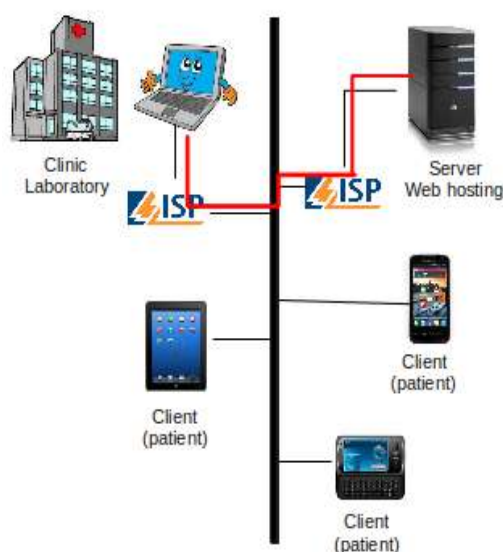 Clinic
Laboratory
ISP
ISP
Server
Web hosting
Client
(patient)
Client
(patient)
Client
(patient)